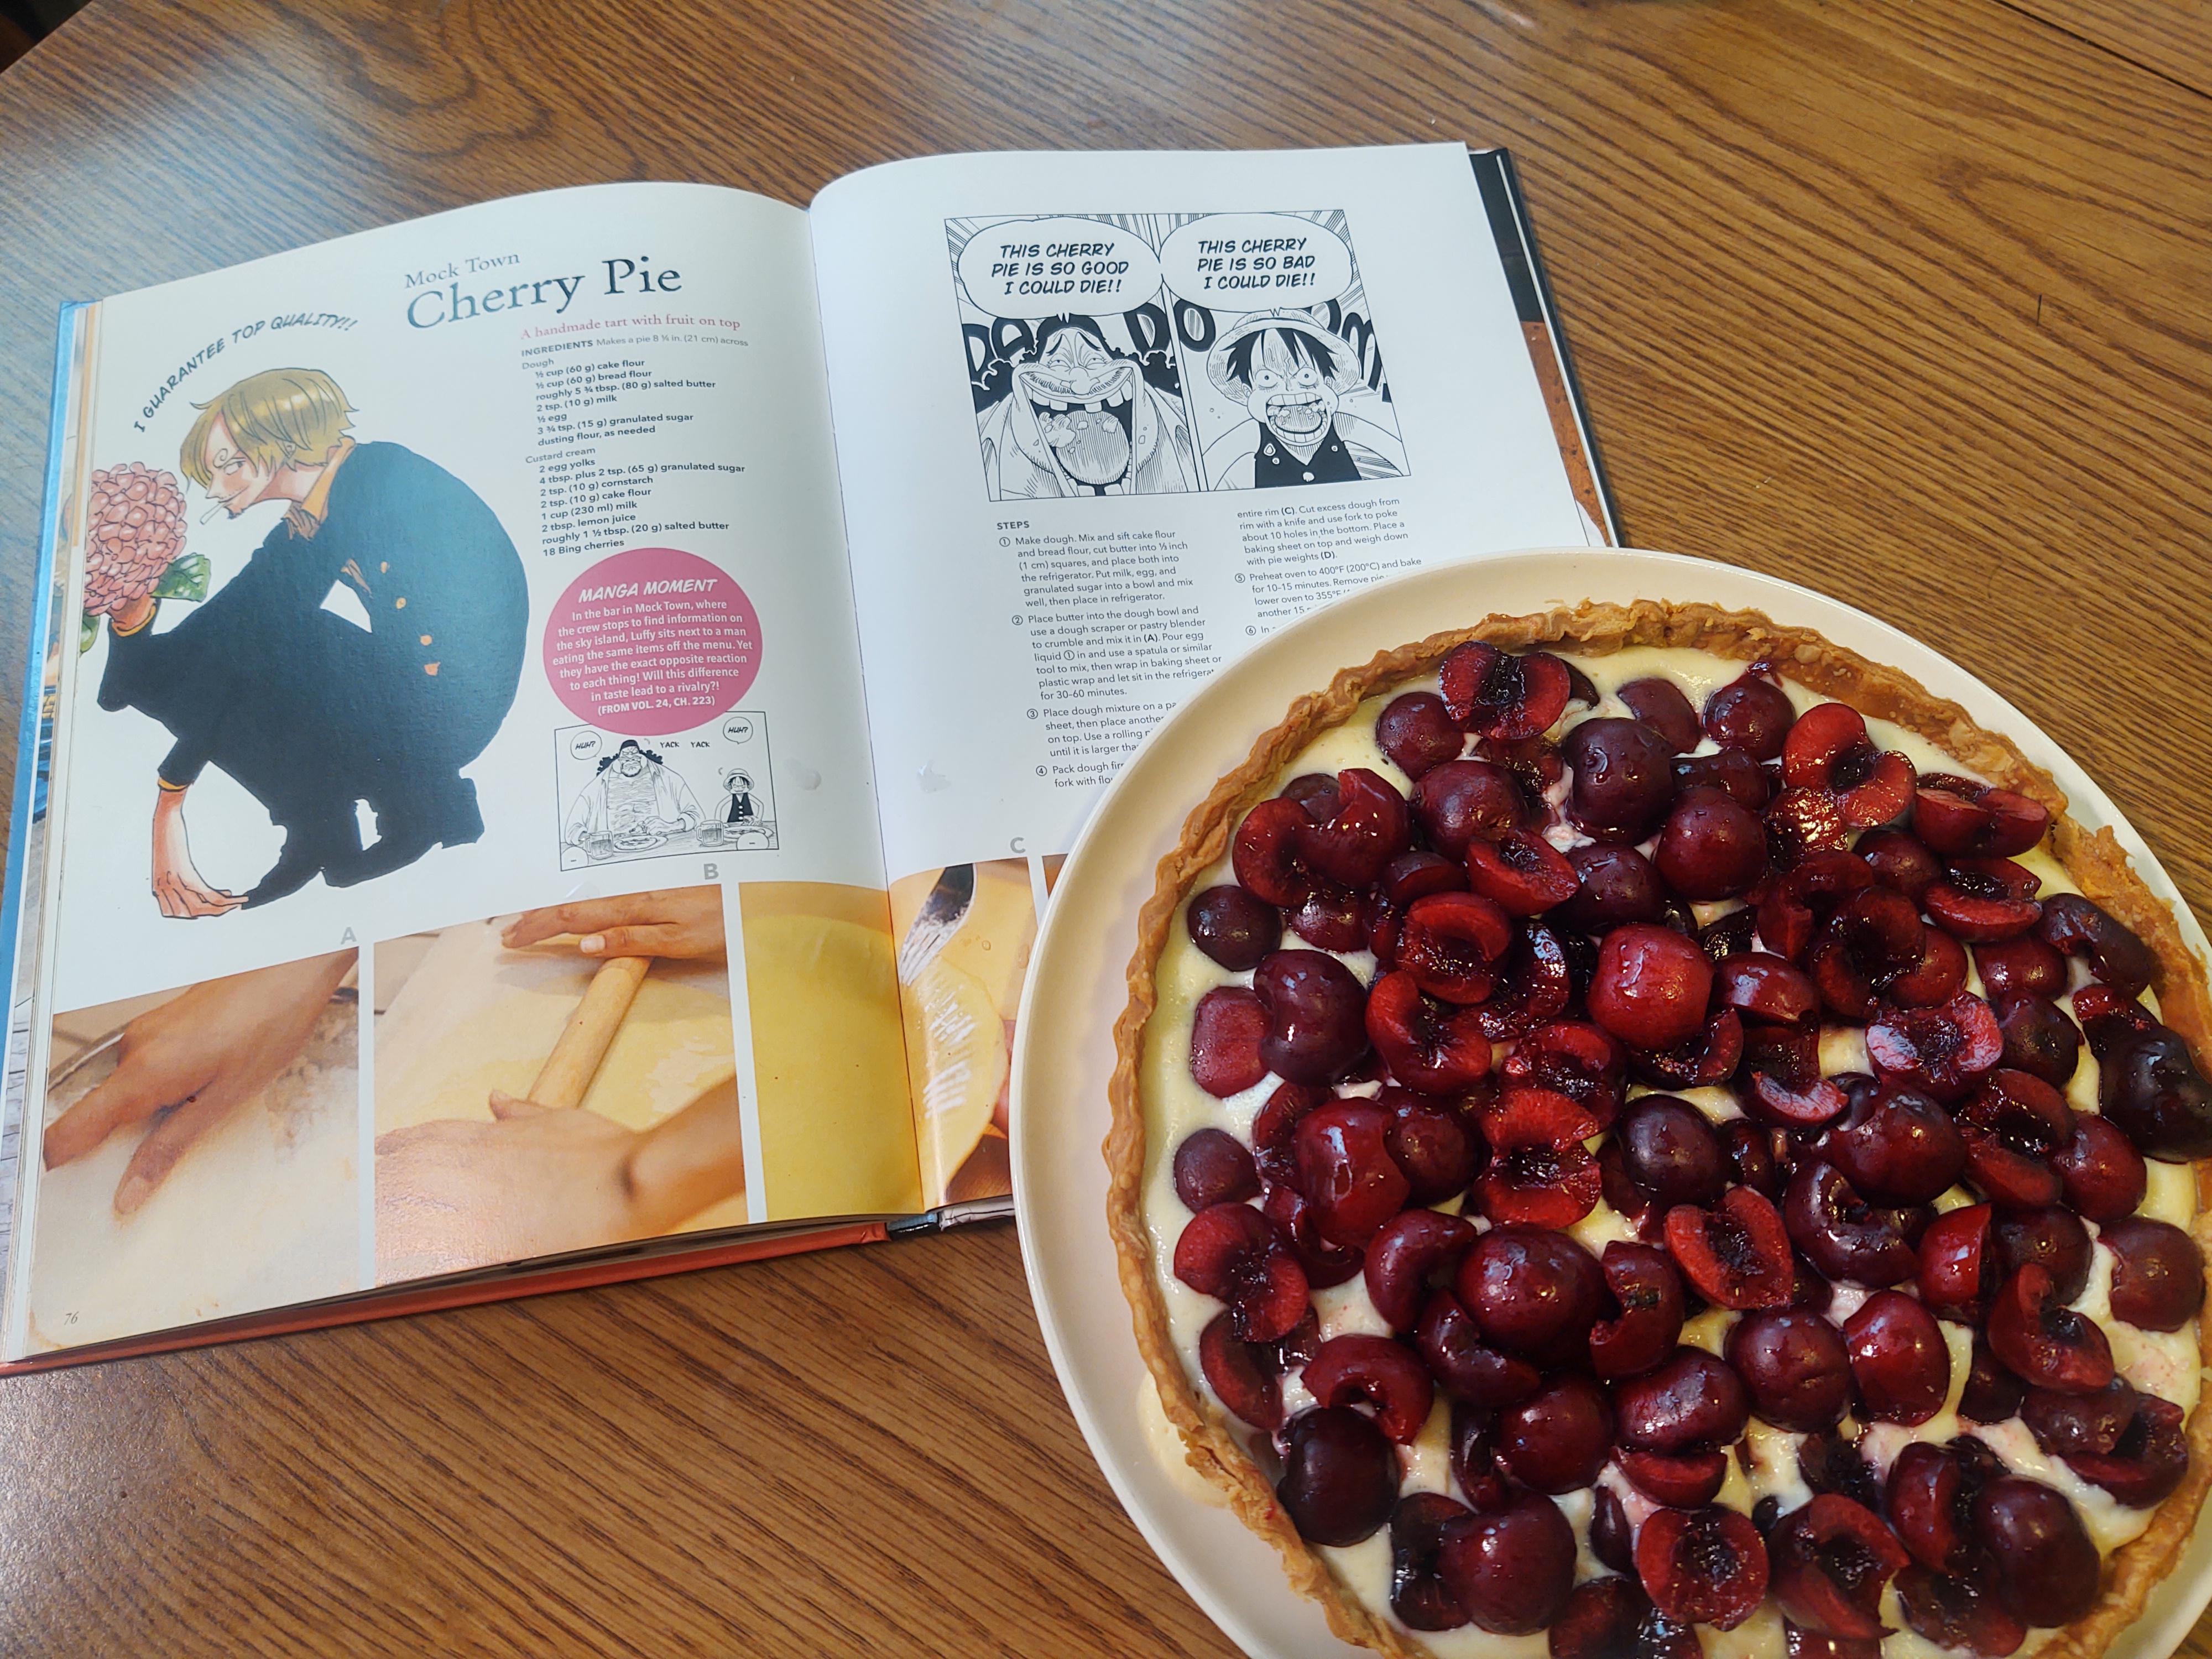 Mock Town
Cherry Pie
I GUARANTEE TOP QUALITY!!
A handmade tart with fruit on top
INGREDIENTS Makes a pie 8 ¼ in. (21 cm) across
Dough
½ cup (60 g) cake flour
½ cup (60 g) bread flour
roughly 5 ¾ tbsp. (80 g) salted butter
2 tsp. (10 g) milk
½ egg
3 ¾ tsp. (15 g) granulated sugar
dusting flour, as needed
Custard cream
2 egg yolks
4 tbsp. plus 2 tsp. (65 g) granulated sugar
2 tsp. (10 g) cornstarch
2 tsp. (10 g) cake flour
1 cup (230 ml) milk
2 tbsp. lemon juice
roughly 1 ½ tbsp. (20 g) salted butter
18 Bing cherries
MANGA MOMENT
In the bar in Mock Town, where
the crew stops to find information on
the sky island, Luffy sits next to a man
eating the same items off the menu. Yet
they have the exact opposite reaction
to each thing! Will this difference
in taste lead to a rivalry?!
(FROM VOL. 24, CH. 223)
HUH?
YACK YACK
HUH?
A
B
76
THIS CHERRY
PIE IS SO GOOD
I COULD DIE!!
THIS CHERRY
PIE IS SO BAD
I COULD DIE!!
STEPS
① Make dough. Mix and sift cake flour
and bread flour, cut butter into ⅓ inch
(1 cm) squares, and place both into
the refrigerator. Put milk, egg, and
granulated sugar into a bowl and mix
well, then place in refrigerator.
② Place butter into the dough bowl and
use a dough scraper or pastry blender
to crumble and mix it in (A). Pour egg
liquid ① in and use a spatula or similar
tool to mix, then wrap in baking sheet or
plastic wrap and let sit in the refrigerat
for 30-60 minutes.
③ Place dough mixture on a pa
sheet, then place another
on top. Use a rolling
until it is larger tha
④ Pack dough fir
fork with flo
entire rim (C). Cut excess dough from
rim with a knife and use fork to poke
about 10 holes in the bottom. Place a
baking sheet on top and weigh down
with pie weights (D).
⑤ Preheat oven to 400°F (200°C) and bake
for 10-15 minutes. Remove pie
lower oven to 355°F
another 15
⑥ In
C